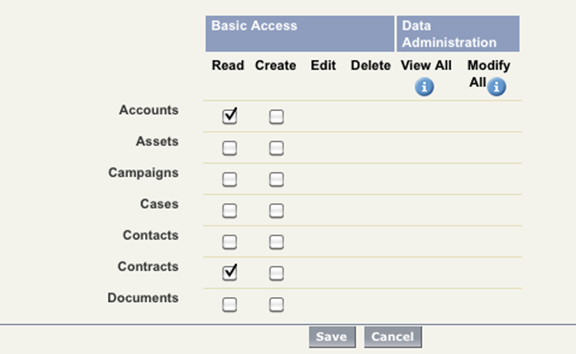 Basic Access
Data
Administration
Read Create Edit Delete View All Modify
All
Accounts
Assets
Campaigns
Cases
Contacts
Contracts
Documents
Save Cancel